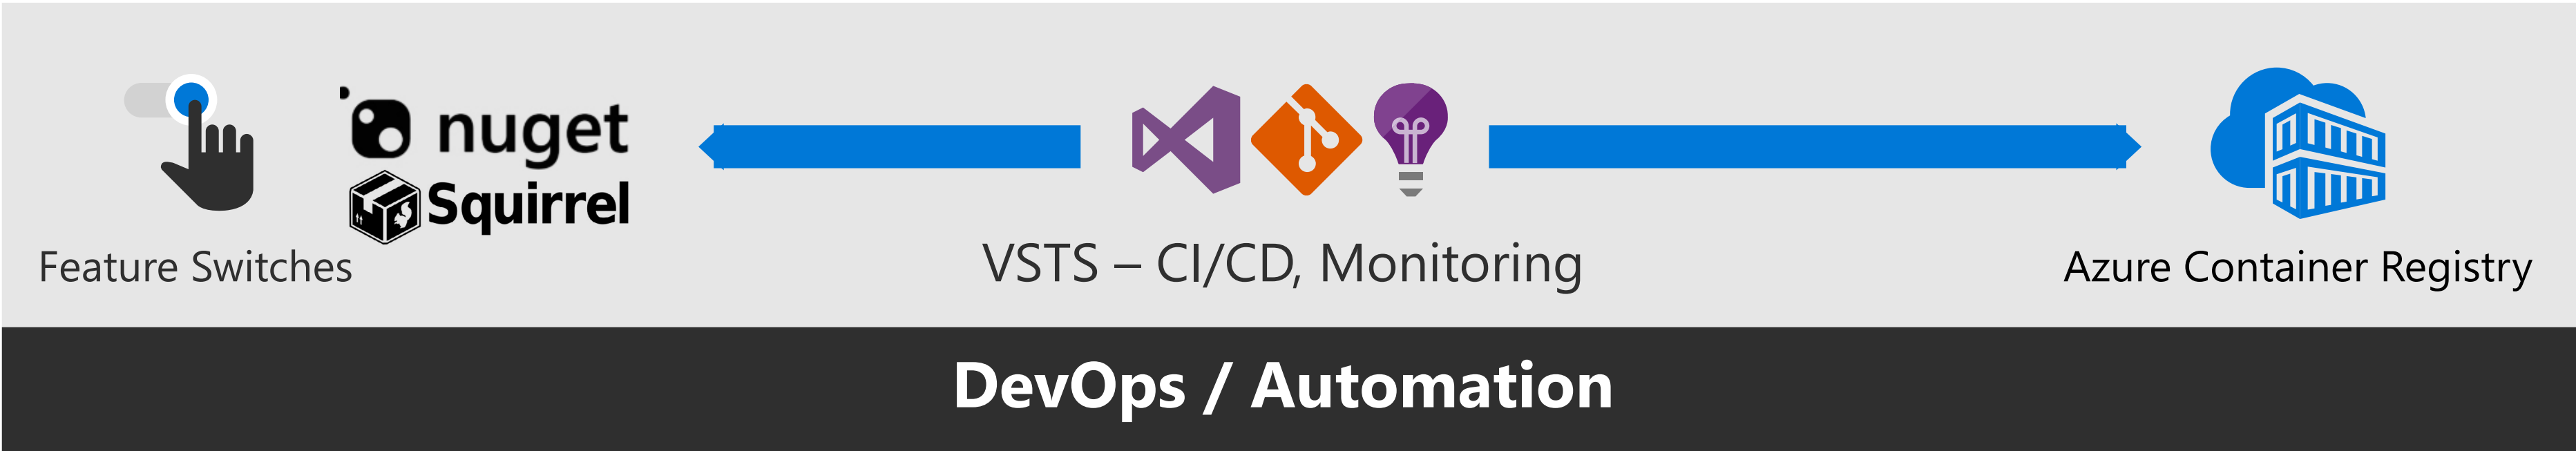 nuget
Squirrel
Feature Switches
VSTS – CI/CD, Monitoring
Azure Container Registry
DevOps / Automation